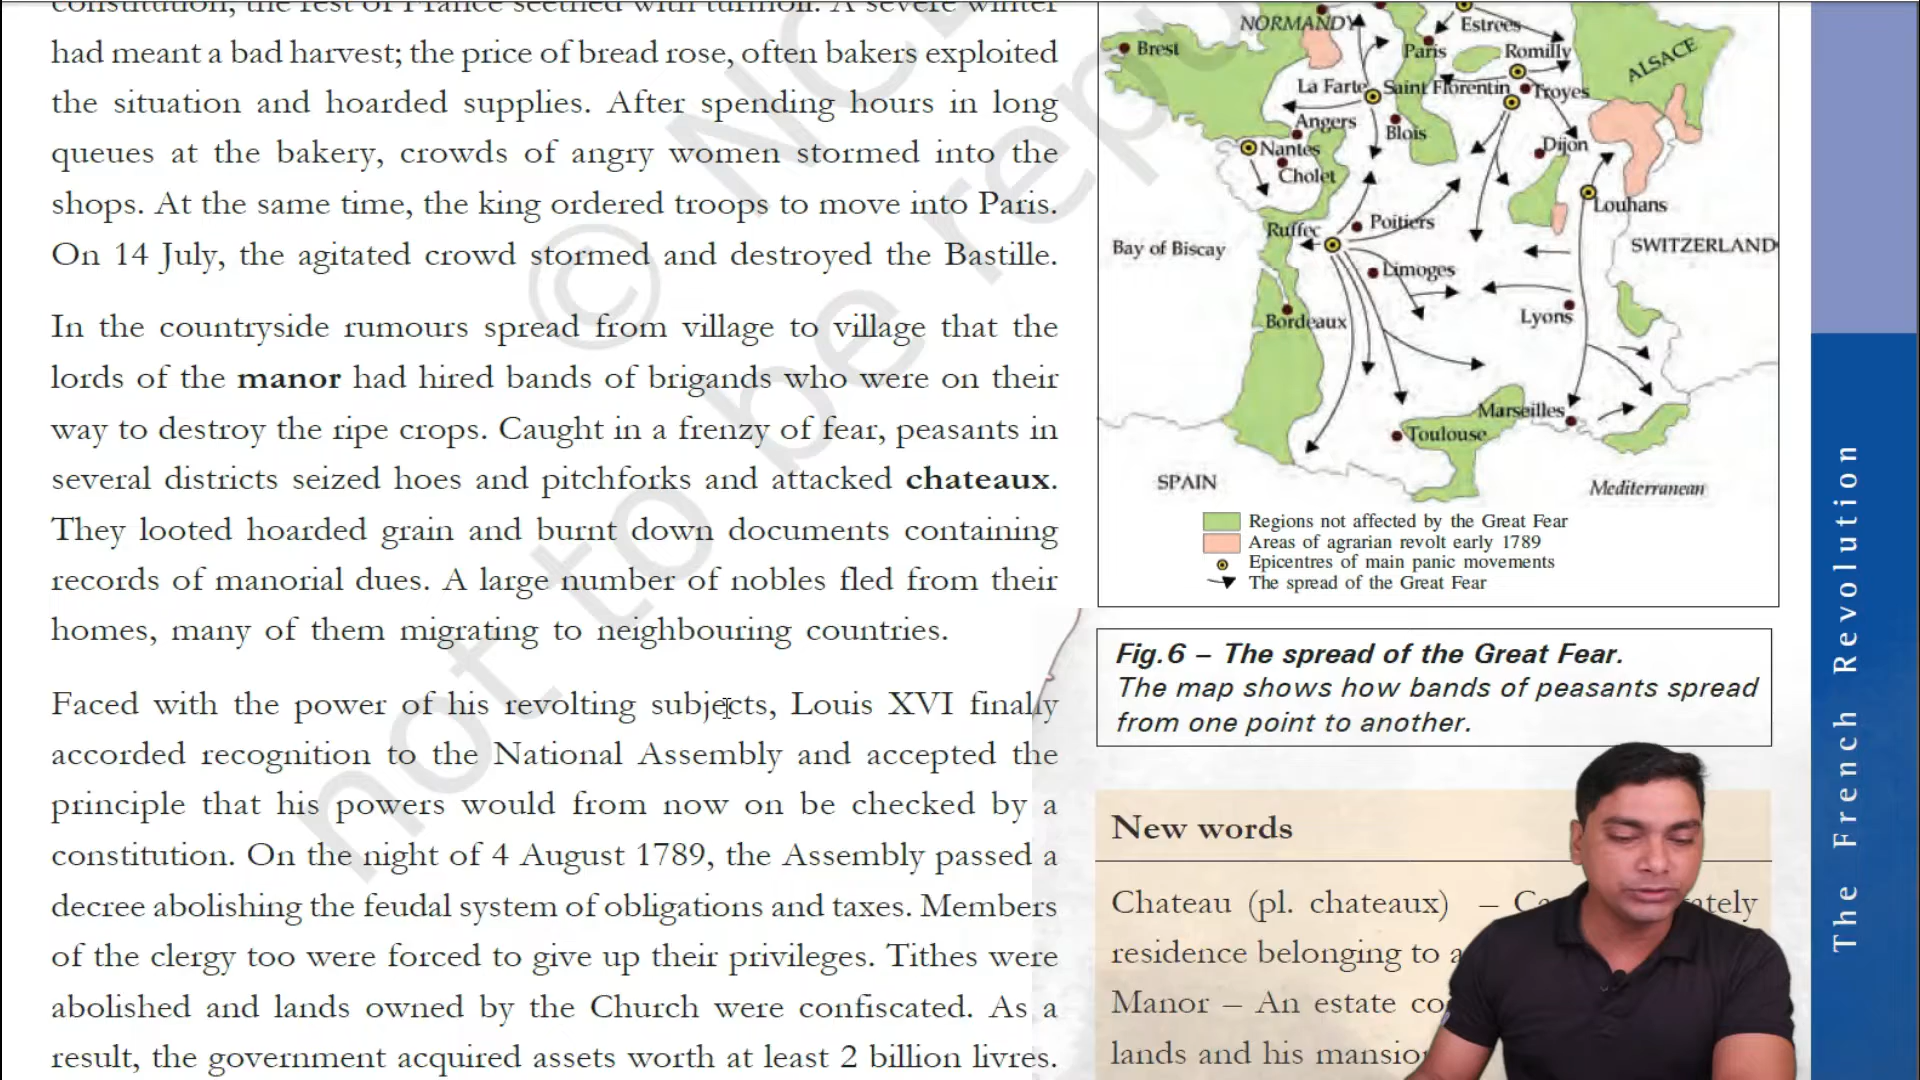 constitution, the rest of France seethed with turmoil. A severe winter
had meant a bad harvest; the price of bread rose, often bakers exploited
the situation and hoarded supplies. After spending hours in long
queues at the bakery, crowds of angry women stormed into the
shops. At the same time, the king ordered troops to move into Paris.
On 14 July, the agitated crowd stormed and destroyed the Bastille.
In the countryside rumours spread from village to village that the
lords of the manor had hired bands of brigands who were on their
way to destroy the ripe crops. Caught in a frenzy of fear, peasants in
several districts seized hoes and pitchforks and attacked chateaux.
They looted hoarded grain and burnt down documents containing
records of manorial dues. A large number of nobles fled from their
homes, many of them migrating to neighbouring countries.
Faced with the power of his revolting subjects, Louis XVI finally
accorded recognition to the National Assembly and accepted the
principle that his powers would from now on be checked by a
constitution. On the night of 4 August 1789, the Assembly passed a
decree abolishing the feudal system of obligations and taxes. Members
of the clergy too were forced to give up their privileges. Tithes were
abolished and lands owned by the Church were confiscated. As a
result, the government acquired assets worth at least 2 billion livres.
NORMANDY
Estrees
Brest
Paris
Romilly
ALSACE
La Farte
Saint Florentin
Troyes
Angers
Blois
Nantes
Dijon
Cholet
Louhans
Ruffec
Poitiers
Bay of Biscay
SWITZERLAND
Limoges
Bordeaux
Lyons
Marseilles
Toulouse
SPAIN
Mediterranean
Regions not affected by the Great Fear
Areas of agrarian revolt early 1789
Epicentres of main panic movements
The spread of the Great Fear
Fig.6 – The spread of the Great Fear.
The map shows how bands of peasants spread
from one point to another.
New words
Chateau (pl. chateaux) –
residence belonging to
Manor – An estate
lands and his
The French Revolution
© NC
not to be repu